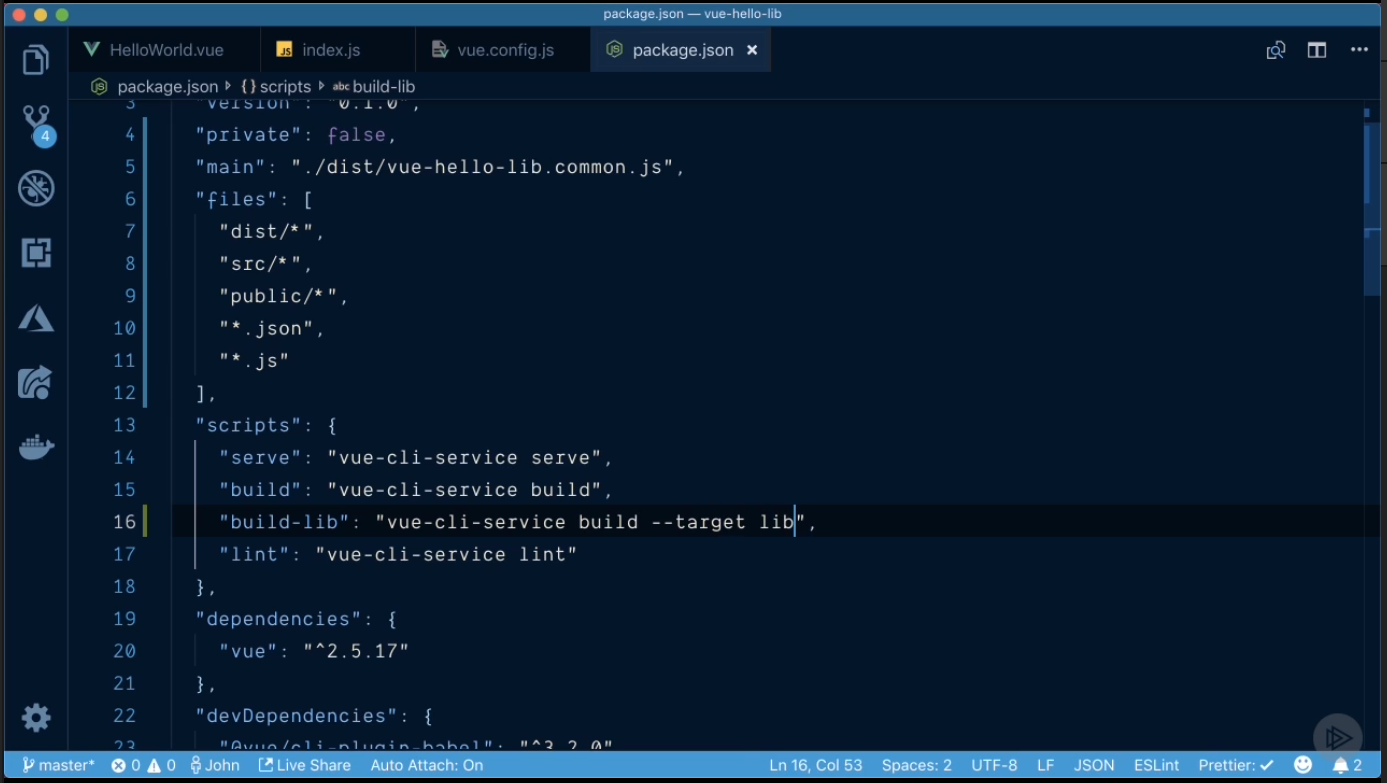 package.json — vue-hello-lib
HelloWorld.vue JS index.js vue.config.js JS package.json ×
JS package.json {} scripts abc build-lib
3 "version": "0.1.0",
4 "private": false,
4 "main": "./dist/vue-hello-lib.common.js",
6 "files": [
7 "dist/*",
8 "src/*",
9 "public/*",
10 "*.json",
11 "*.js"
12 ],
13 "scripts": {
14 "serve": "vue-cli-service serve",
15 "build": "vue-cli-service build",
16 "build-lib": "vue-cli-service build --target lib",
17 "lint": "vue-cli-service lint"
18 },
19 "dependencies": {
20 "vue": "^2.5.17"
21 },
22 "devDependencies": {
23 "@vue/cli-plugin-babel": "^3.2.0"
master* 0 0 John Live Share Auto Attach: On Ln 16, Col 53 Spaces: 2 UTF-8 LF JSON ESLint Prettier: ✓ 2